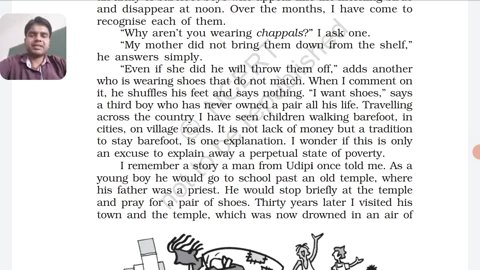 and disappear at noon. Over the months, I have come to
recognise each of them.
“Why aren’t you wearing chappals?” I ask one.
“My mother did not bring them down from the shelf,”
he answers simply.
“Even if she did he will throw them off,” adds another
who is wearing shoes that do not match. When I comment on
it, he shuffles his feet and says nothing. “I want shoes,” says
a third boy who has never owned a pair all his life. Travelling
across the country I have seen children walking barefoot, in
cities, on village roads. It is not lack of money but a tradition
to stay barefoot, is one explanation. I wonder if this is only
an excuse to explain away a perpetual state of poverty.
I remember a story a man from Udipi once told me. As a
young boy he would go to school past an old temple, where
his father was a priest. He would stop briefly at the temple
and pray for a pair of shoes. Thirty years later I visited his
town and the temple, which was now drowned in an air of